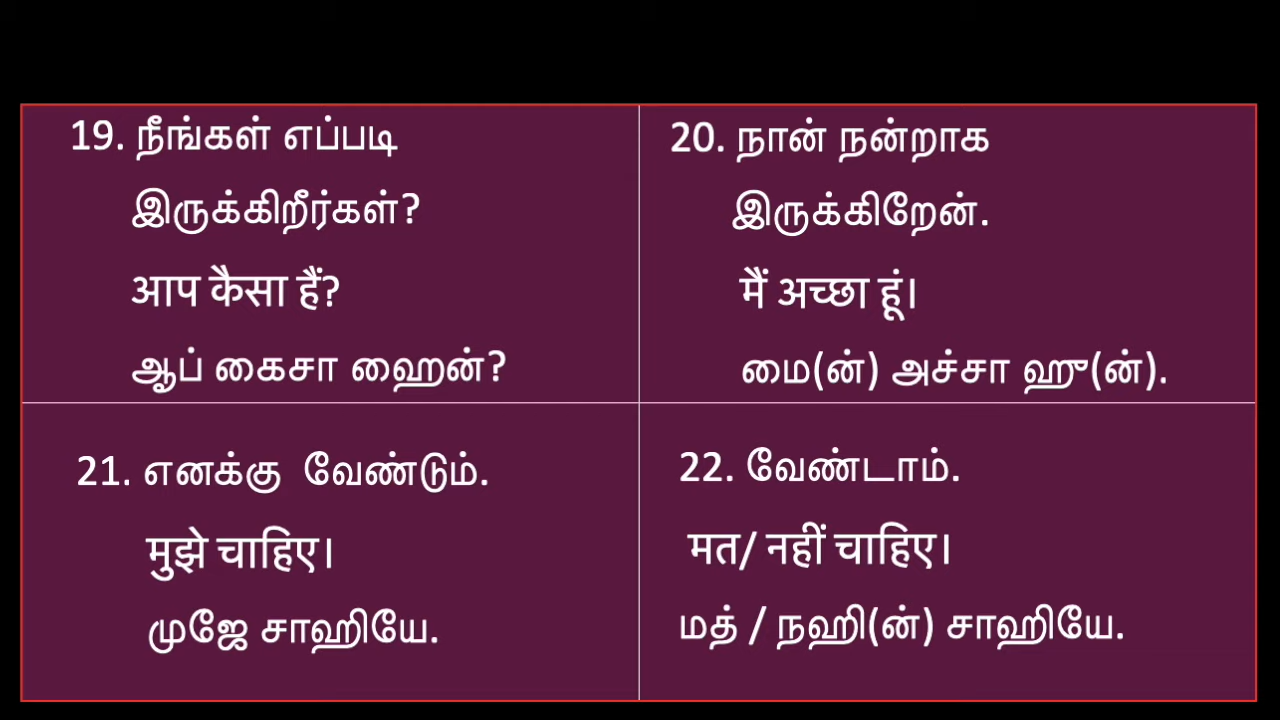 19. நீங்கள் எப்படி
இருக்கிறீர்கள்?
आप कैसा हैं?
ஆப் கைசா ஹைன்?
20. நான் நன்றாக
இருக்கிறேன்.
मैं अच्छा हूं।
மை(ன்) அச்சா ஹு(ன்).
21. எனக்கு வேண்டும்.
मुझे चाहिए।
முஜே சாஹியே.
22. வேண்டாம்.
मत/ नहीं चाहिए।
மத் / நஹி(ன்) சாஹியே.